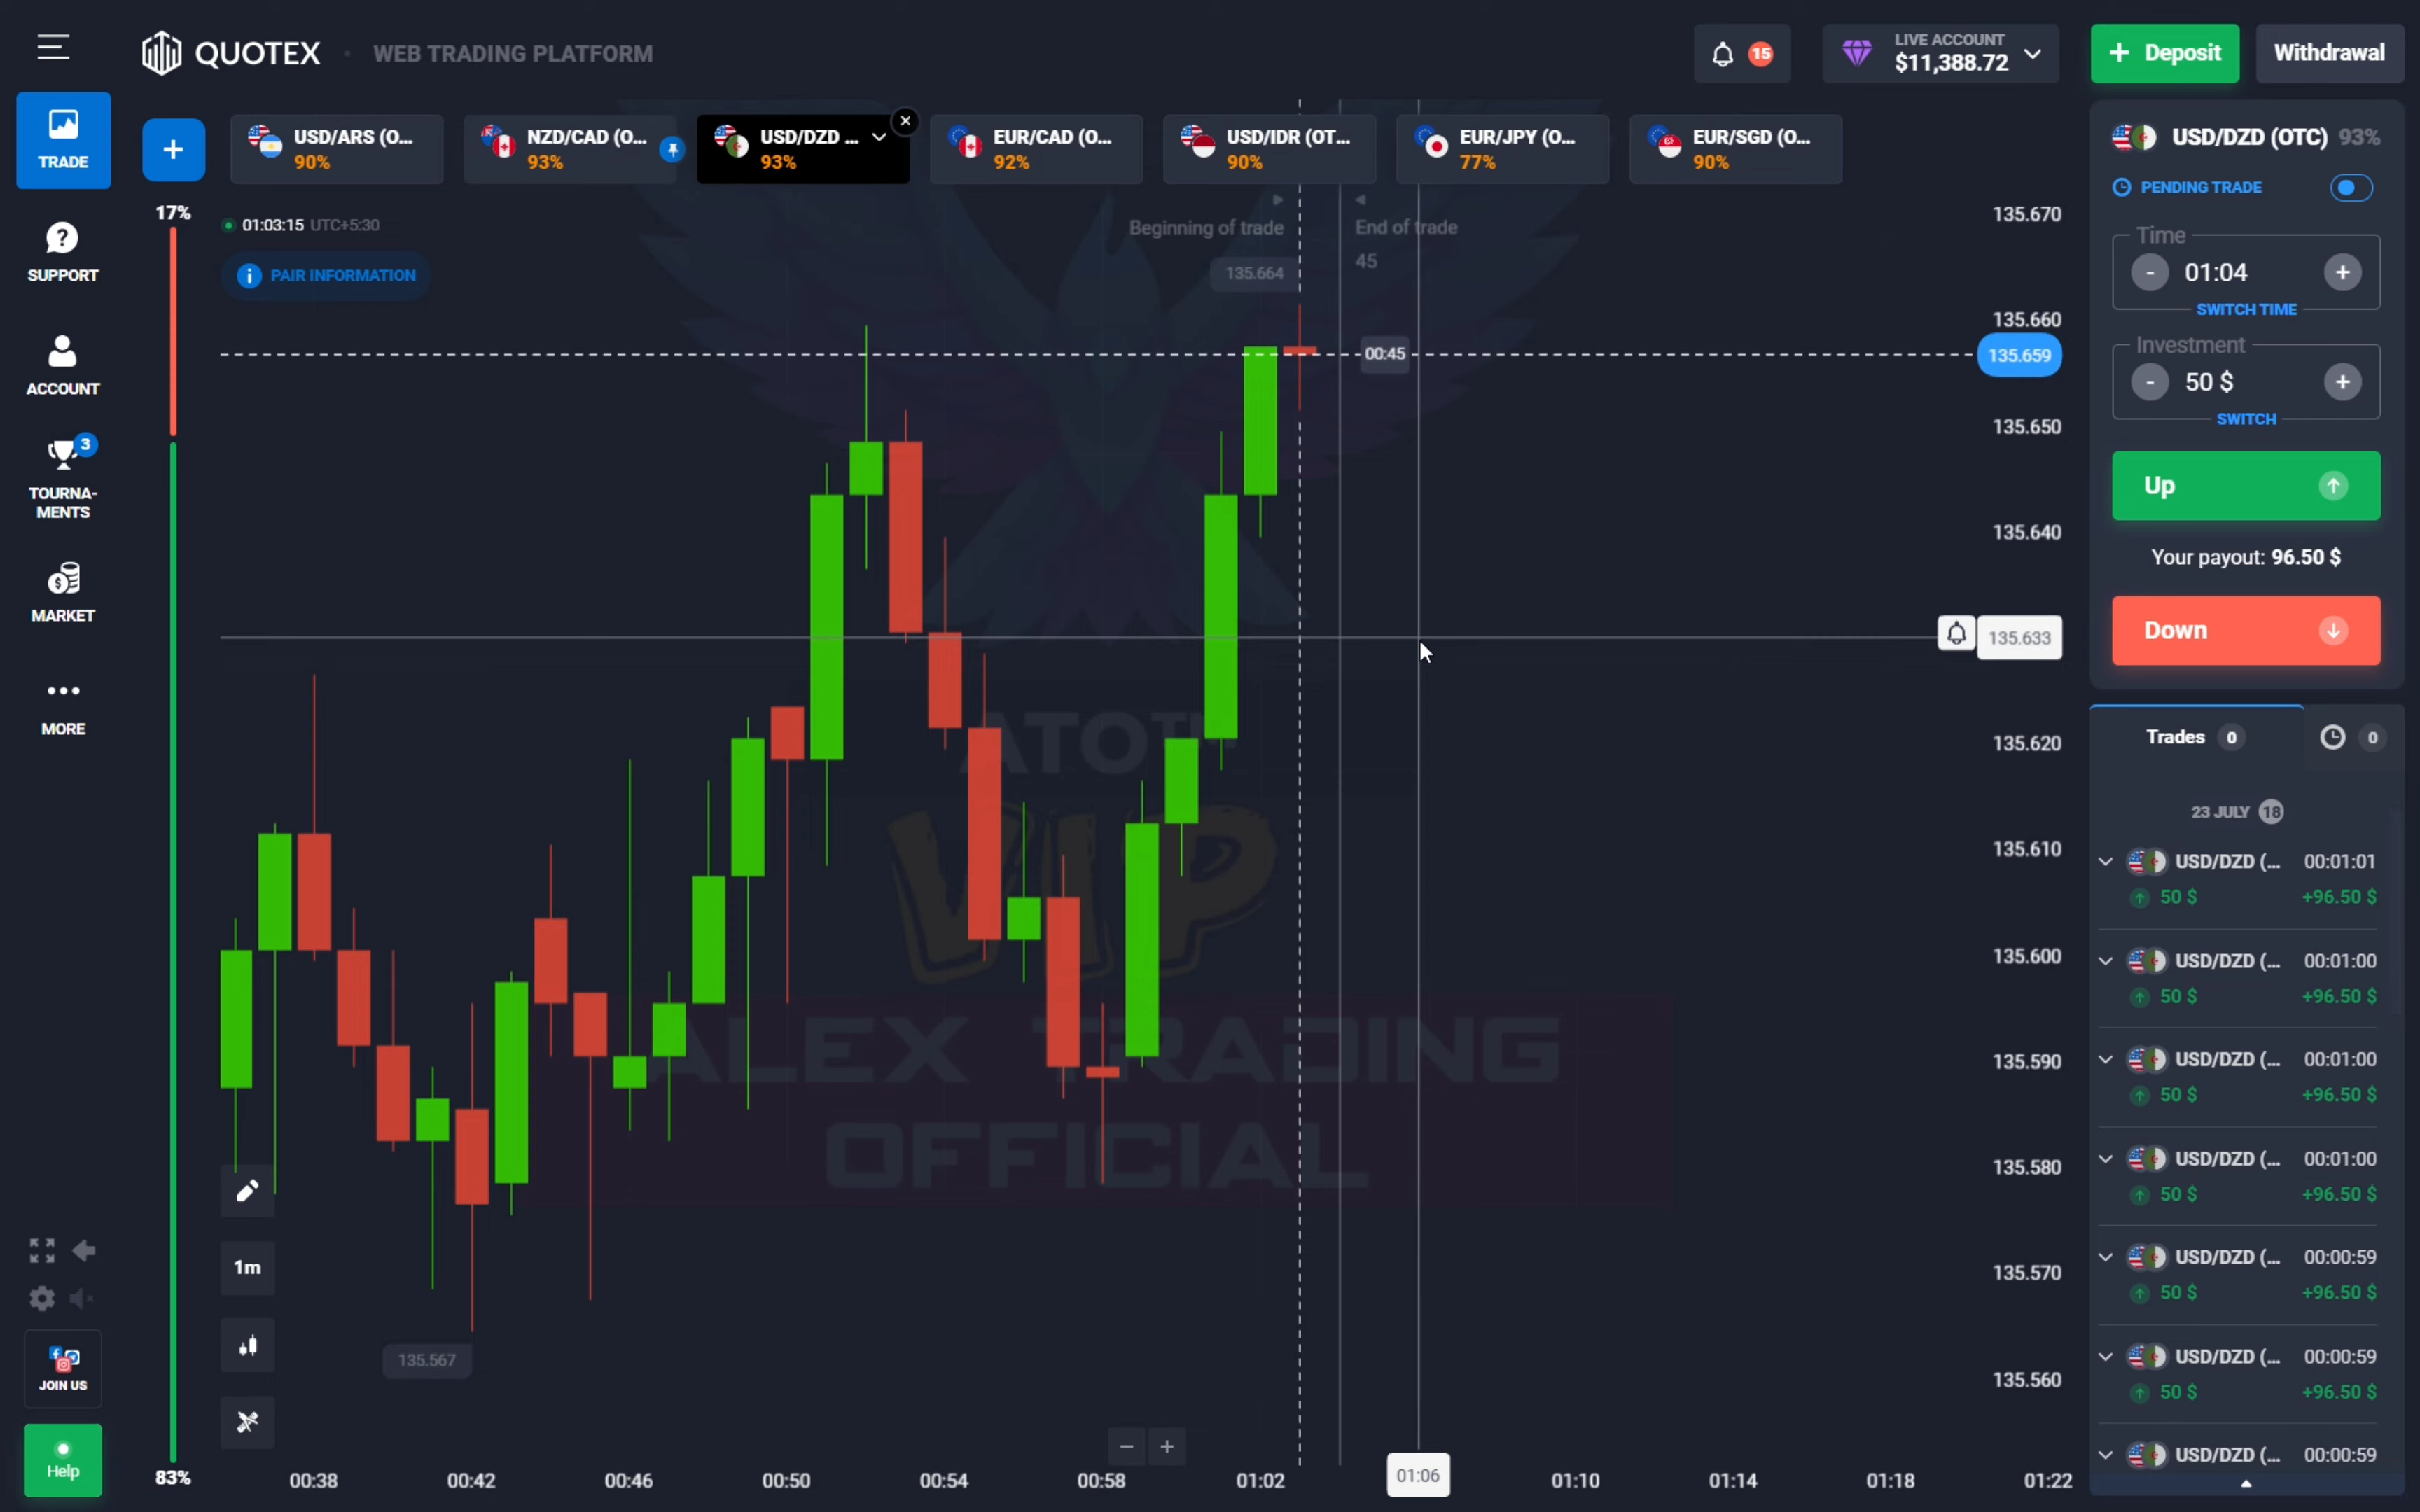 QUOTEX
WEB TRADING PLATFORM
15
LIVE ACCOUNT
$11,388.72
+ Deposit
Withdrawal
TRADE
SUPPORT
ACCOUNT
3
TOURNA-
MENTS
MARKET
MORE
JOIN US
Help
+
USD/ARS (O...
90%
NZD/CAD (O...
93%
USD/DZD ...
93%
EUR/CAD (O...
92%
USD/IDR (OT...
90%
EUR/JPY (O...
77%
EUR/SGD (O...
90%
17%
83%
01:03:15 UTC+5:30
PAIR INFORMATION
Beginning of trade
End of trade
45
135.664
00:45
135.567
ATO™
VIP
ALEX TRADING
OFFICIAL
1m
135.670
135.660
135.659
135.650
135.640
135.633
135.620
135.610
135.600
135.590
135.580
135.570
135.560
00:38
00:42
00:46
00:50
00:54
00:58
01:02
01:06
01:10
01:14
01:18
01:22
USD/DZD (OTC) 93%
PENDING TRADE
Time
- 01:04 +
SWITCH TIME
Investment
- 50 $ +
SWITCH
Up
Your payout: 96.50 $
Down
Trades 0
0
23 JULY 18
USD/DZD (... 00:01:01
50 $ +96.50 $
USD/DZD (... 00:01:00
50 $ +96.50 $
USD/DZD (... 00:01:00
50 $ +96.50 $
USD/DZD (... 00:01:00
50 $ +96.50 $
USD/DZD (... 00:00:59
50 $ +96.50 $
USD/DZD (... 00:00:59
50 $ +96.50 $
USD/DZD (... 00:00:59